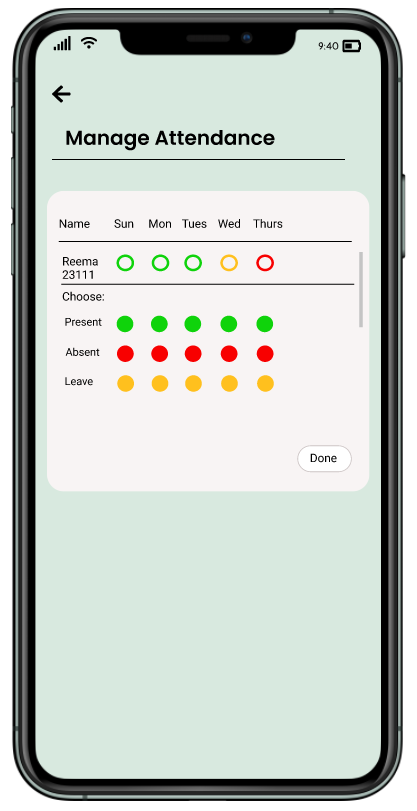 9:40
Manage Attendance
Name Sun Mon Tues Wed Thurs
Reema
23111
Choose:
Present
Absent
Leave
Done